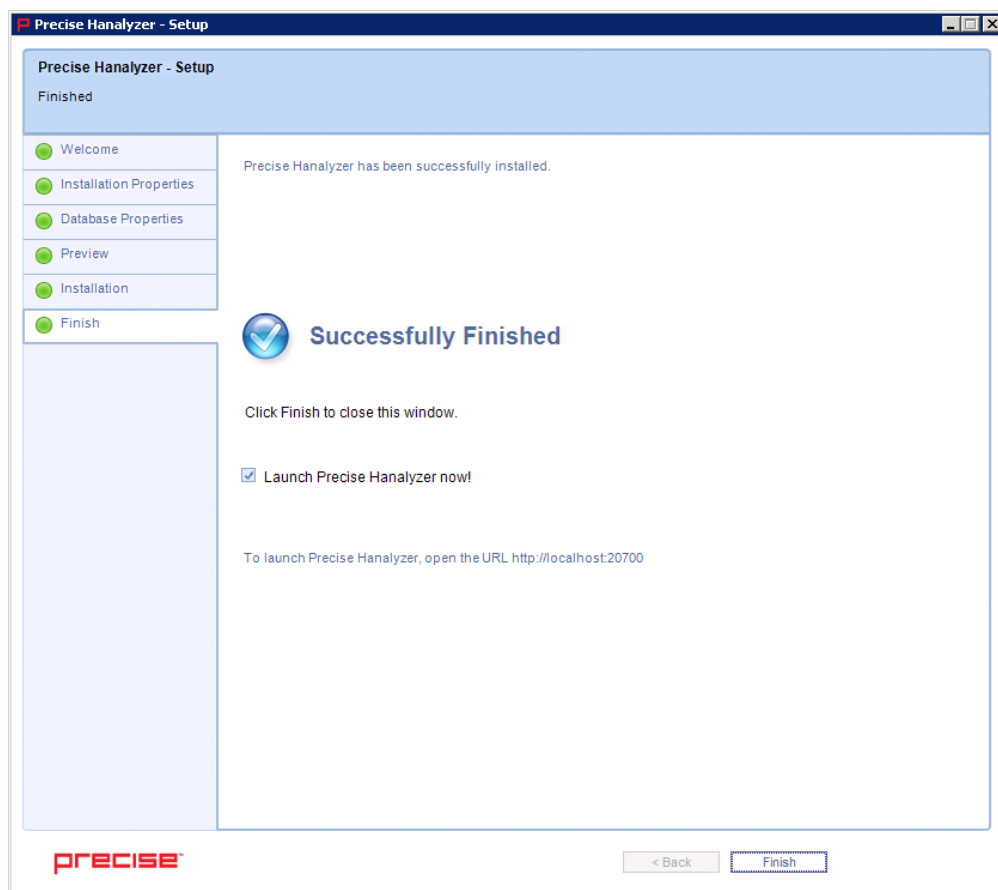 Precise Hanalyzer - Setup
Precise Hanalyzer - Setup
Finished
Welcome
Installation Properties
Database Properties
Preview
Installation
Finish
Precise Hanalyzer has been successfully installed.
Successfully Finished
Click Finish to close this window.
Launch Precise Hanalyzer now!
To launch Precise Hanalyzer, open the URL http://localhost:20700
precise™
< Back
Finish